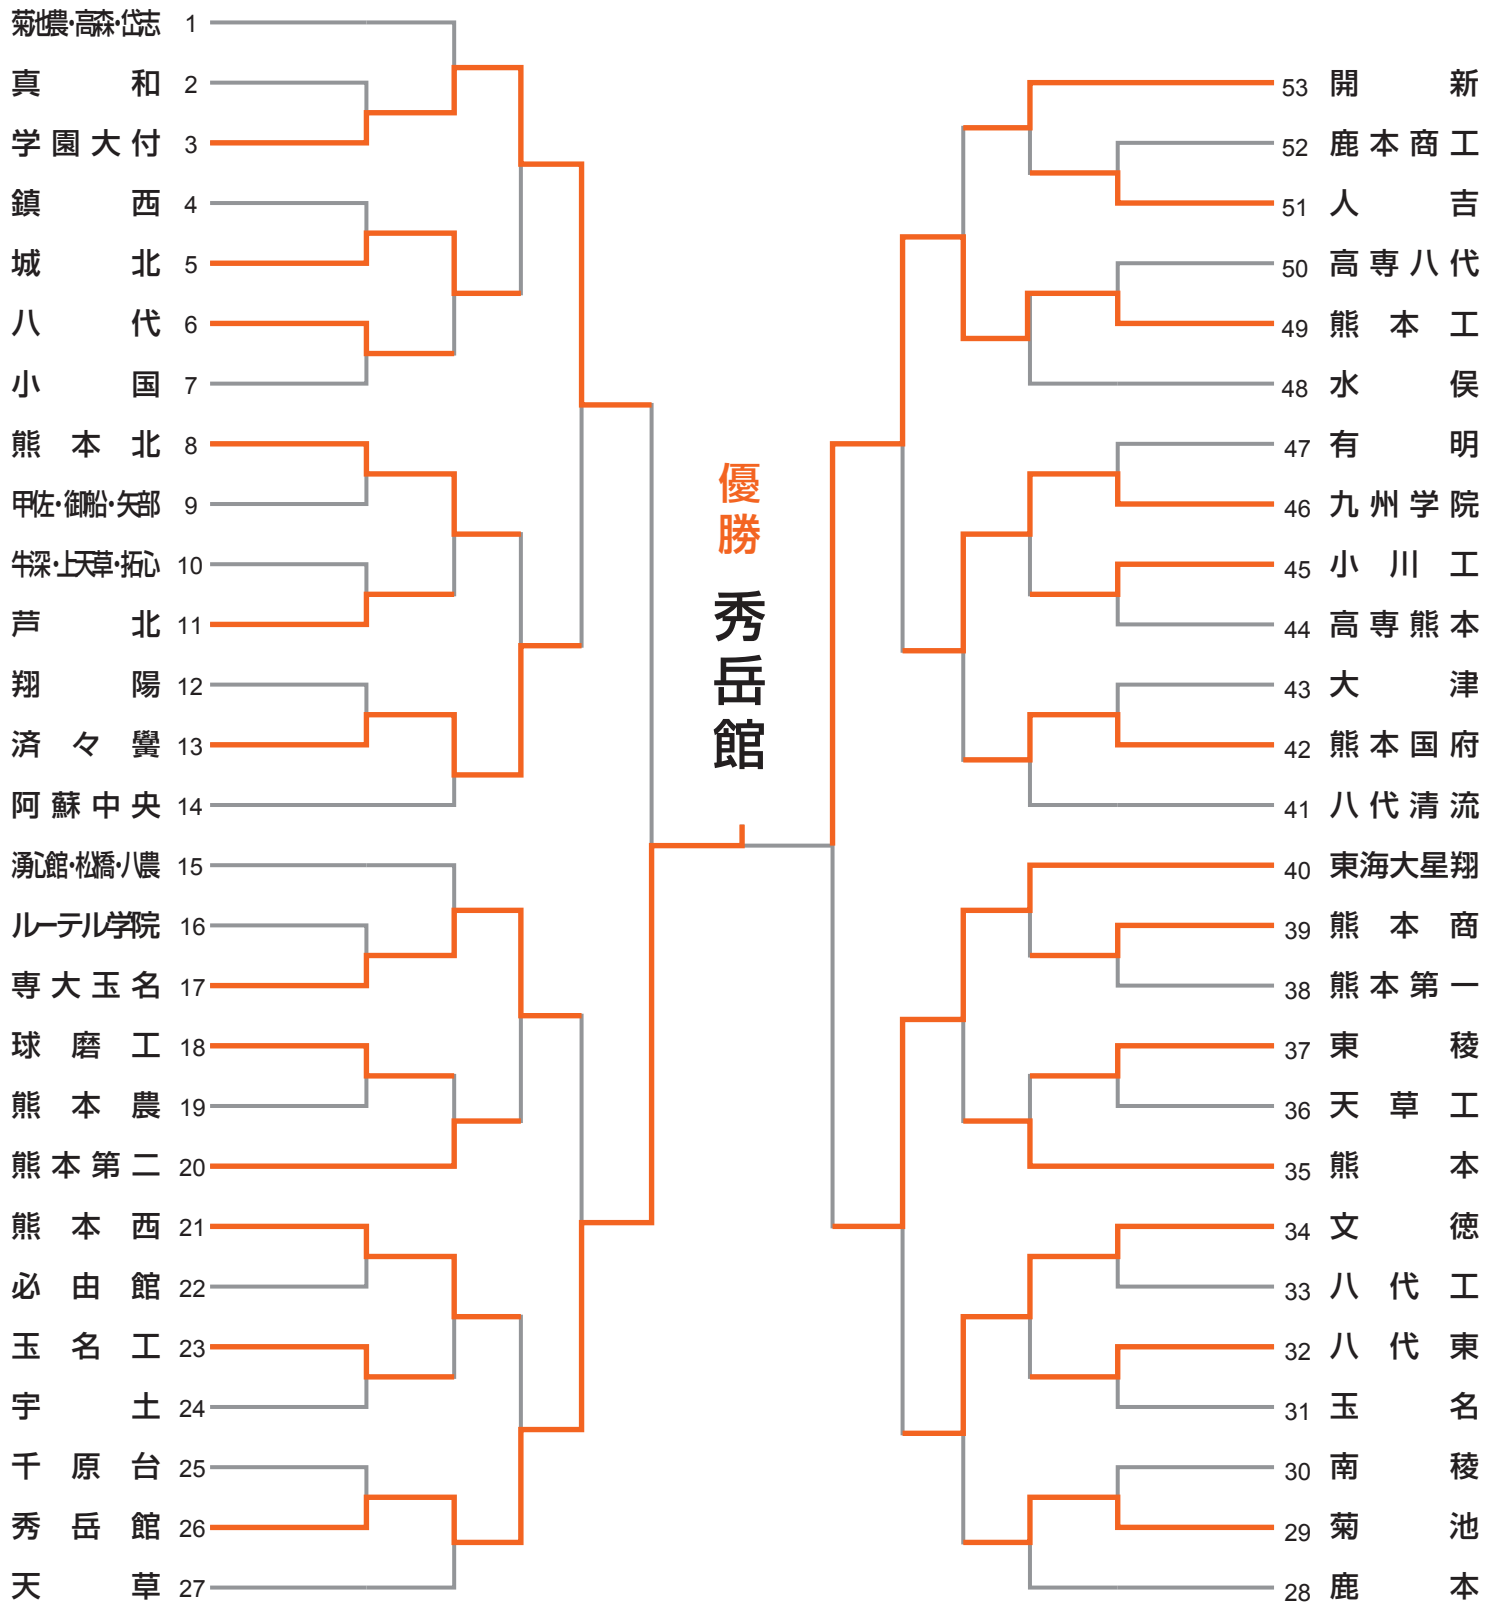 菊池農・高森・岱志 1
真和 2
学園大付 3
鎮西 4
城北 5
八代 6
小国 7
熊本北 8
甲佐・御船・矢部 9
牛深・上天草・拓心 10
芦北 11
翔陽 12
済々黌 13
阿蘇中央 14
湧心館・松橋・八農 15
ルーテル学院 16
専大玉名 17
球磨工 18
熊本農 19
熊本第二 20
熊本西 21
必由館 22
玉名工 23
宇土 24
千原台 25
秀岳館 26
天草 27
優勝
秀岳館
53 開新
52 鹿本商工
51 人吉
50 高専八代
49 熊本工
48 水俣
47 有明
46 九州学院
45 小川工
44 高専熊本
43 大津
42 熊本国府
41 八代清流
40 東海大星翔
39 熊本商
38 熊本第一
37 東稜
36 天草工
35 熊本
34 文徳
33 八代工
32 八代東
31 玉名
30 南稜
29 菊池
28 鹿本